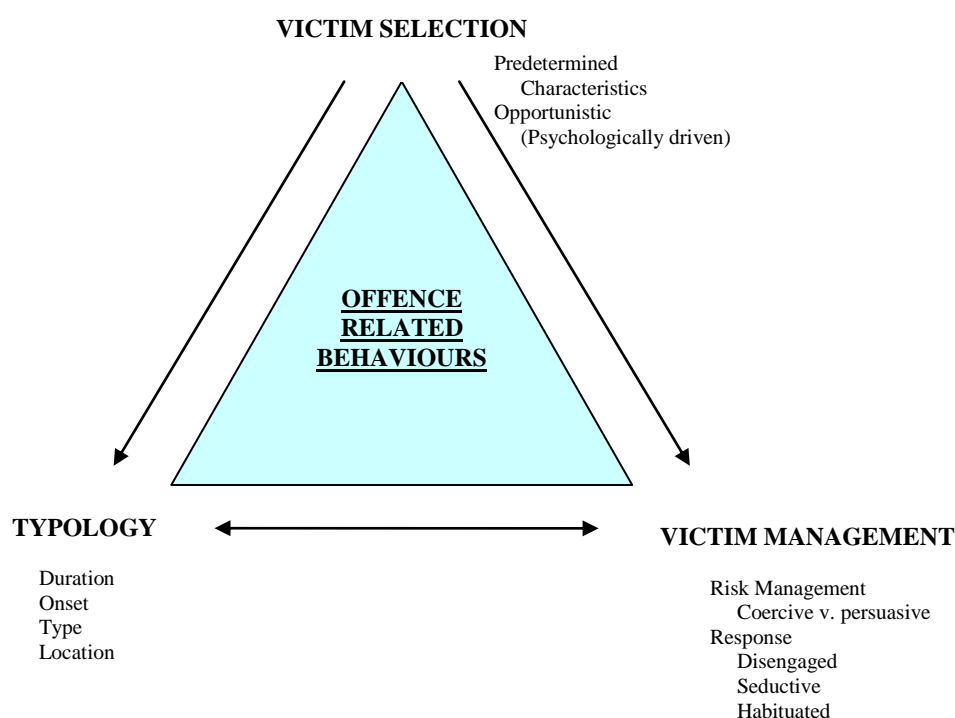 VICTIM SELECTION
Predetermined
Characteristics
Opportunistic
(Psychologically driven)
OFFENCE
RELATED
BEHAVIOURS
TYPOLOGY
Duration
Onset
Type
Location
VICTIM MANAGEMENT
Risk Management
Coercive v. persuasive
Response
Disengaged
Seductive
Habituated